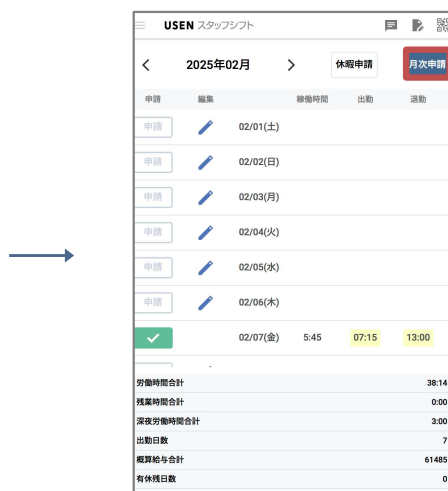 USEN スタッフシフト
2025年02月
休暇申請
月次申請
申請 編集 稼働時間 出勤 退勤
申請 02/01(土)
申請 02/02(日)
申請 02/03(月)
申請 02/04(火)
申請 02/05(水)
申請 02/06(木)
02/07(金) 5:45 07:15 13:00
労働時間合計 38:14
残業時間合計 0:00
深夜労働時間合計 3:00
出勤日数 7
概算給与合計 61485
有休残日数 0